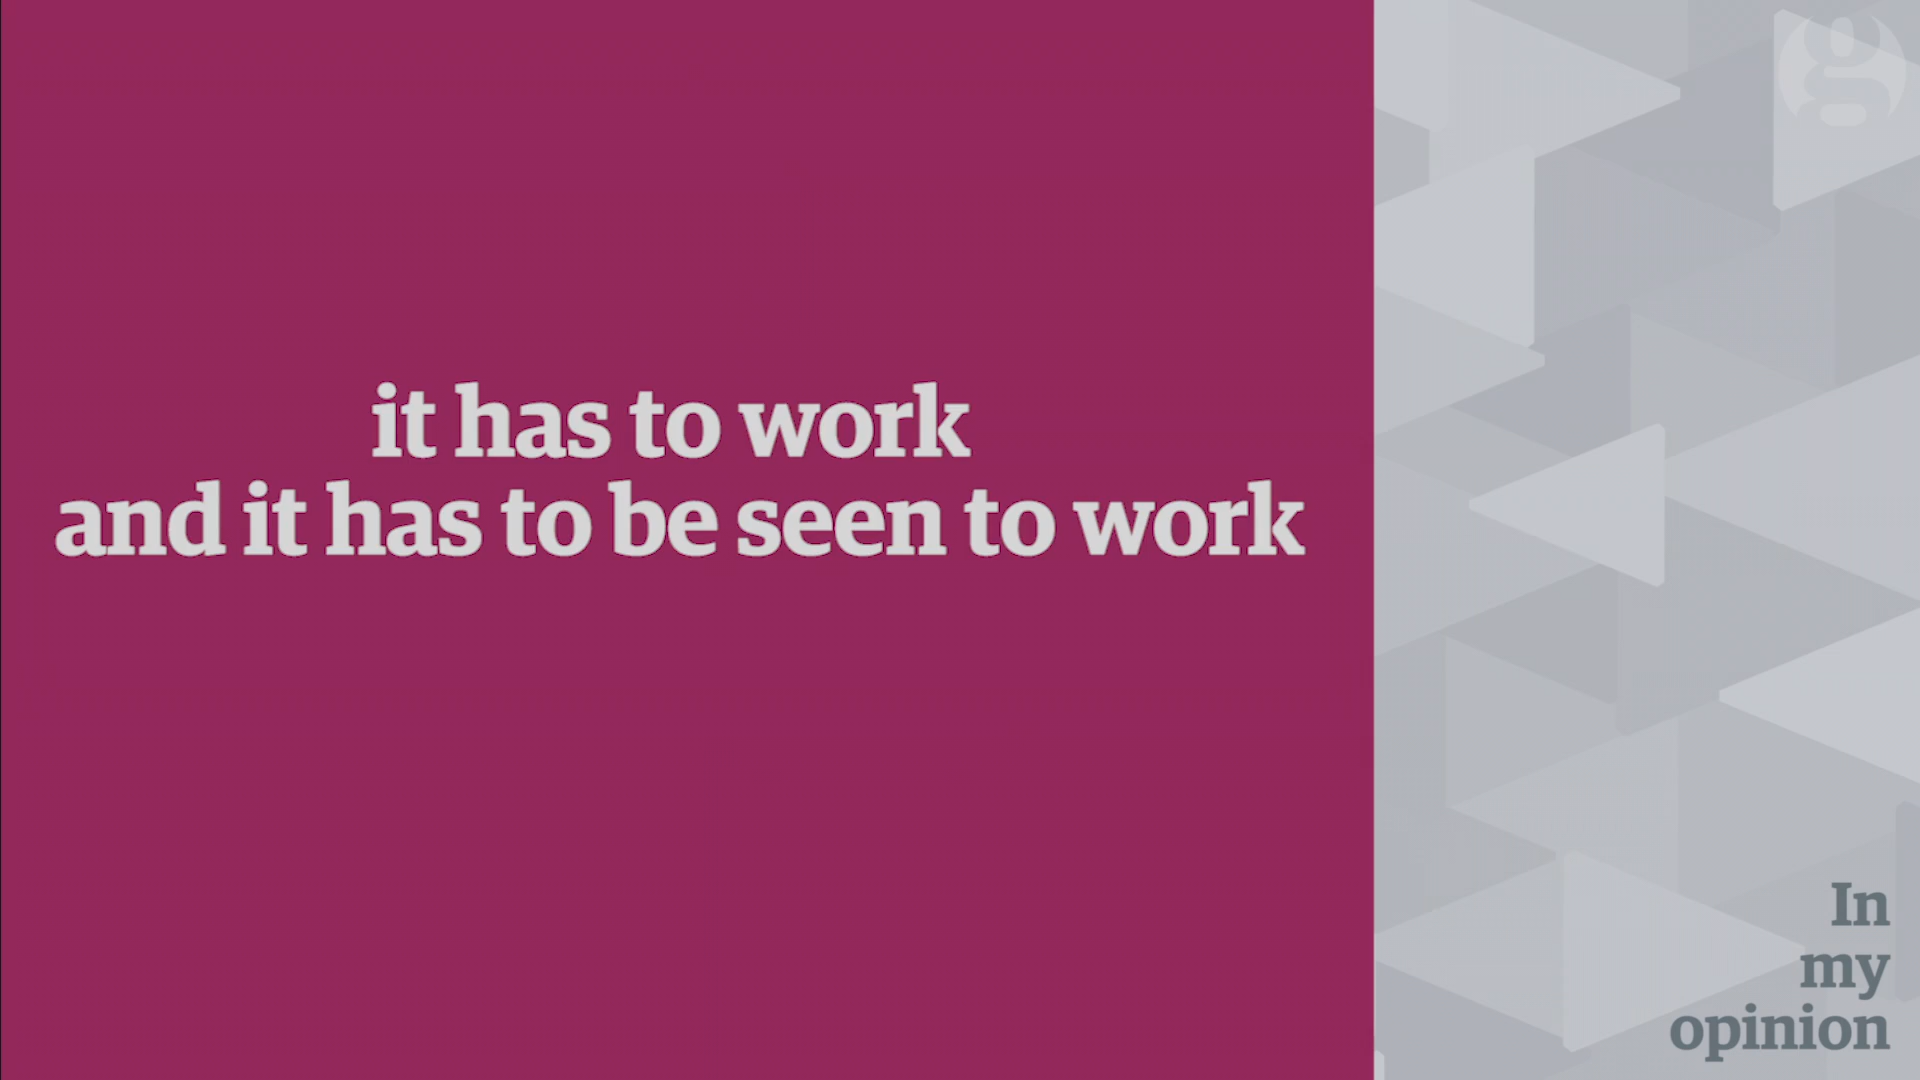 it has to work
and it has to be seen to work
g
In
my
opinion